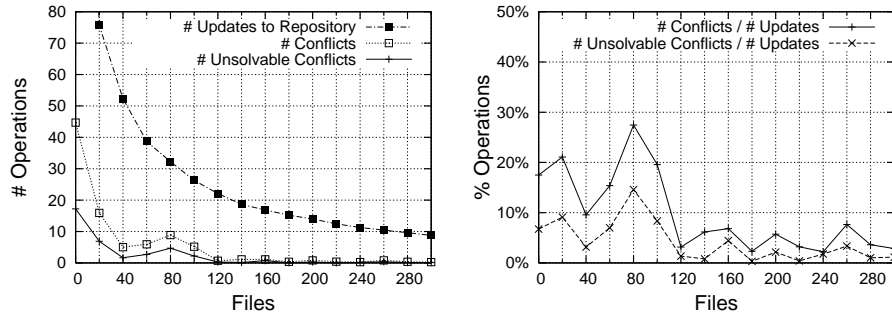 # Operations
80
70
60
50
40
30
20
10
0
# Updates to Repository
# Conflicts
# Unsolvable Conflicts
0 40 80 120 160 200 240 280
Files
% Operations
50%
40%
30%
20%
10%
0%
# Conflicts / # Updates
# Unsolvable Conflicts / # Updates
0 40 80 120 160 200 240 280
Files